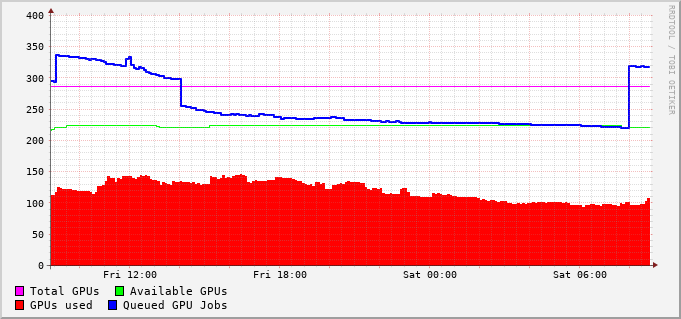 400
350
300
250
200
150
100
50
0
Fri 12:00 Fri 18:00 Sat 00:00 Sat 06:00
Total GPUs Available GPUs
GPUs used Queued GPU Jobs
RRDTOOL / TOBI OETIKER